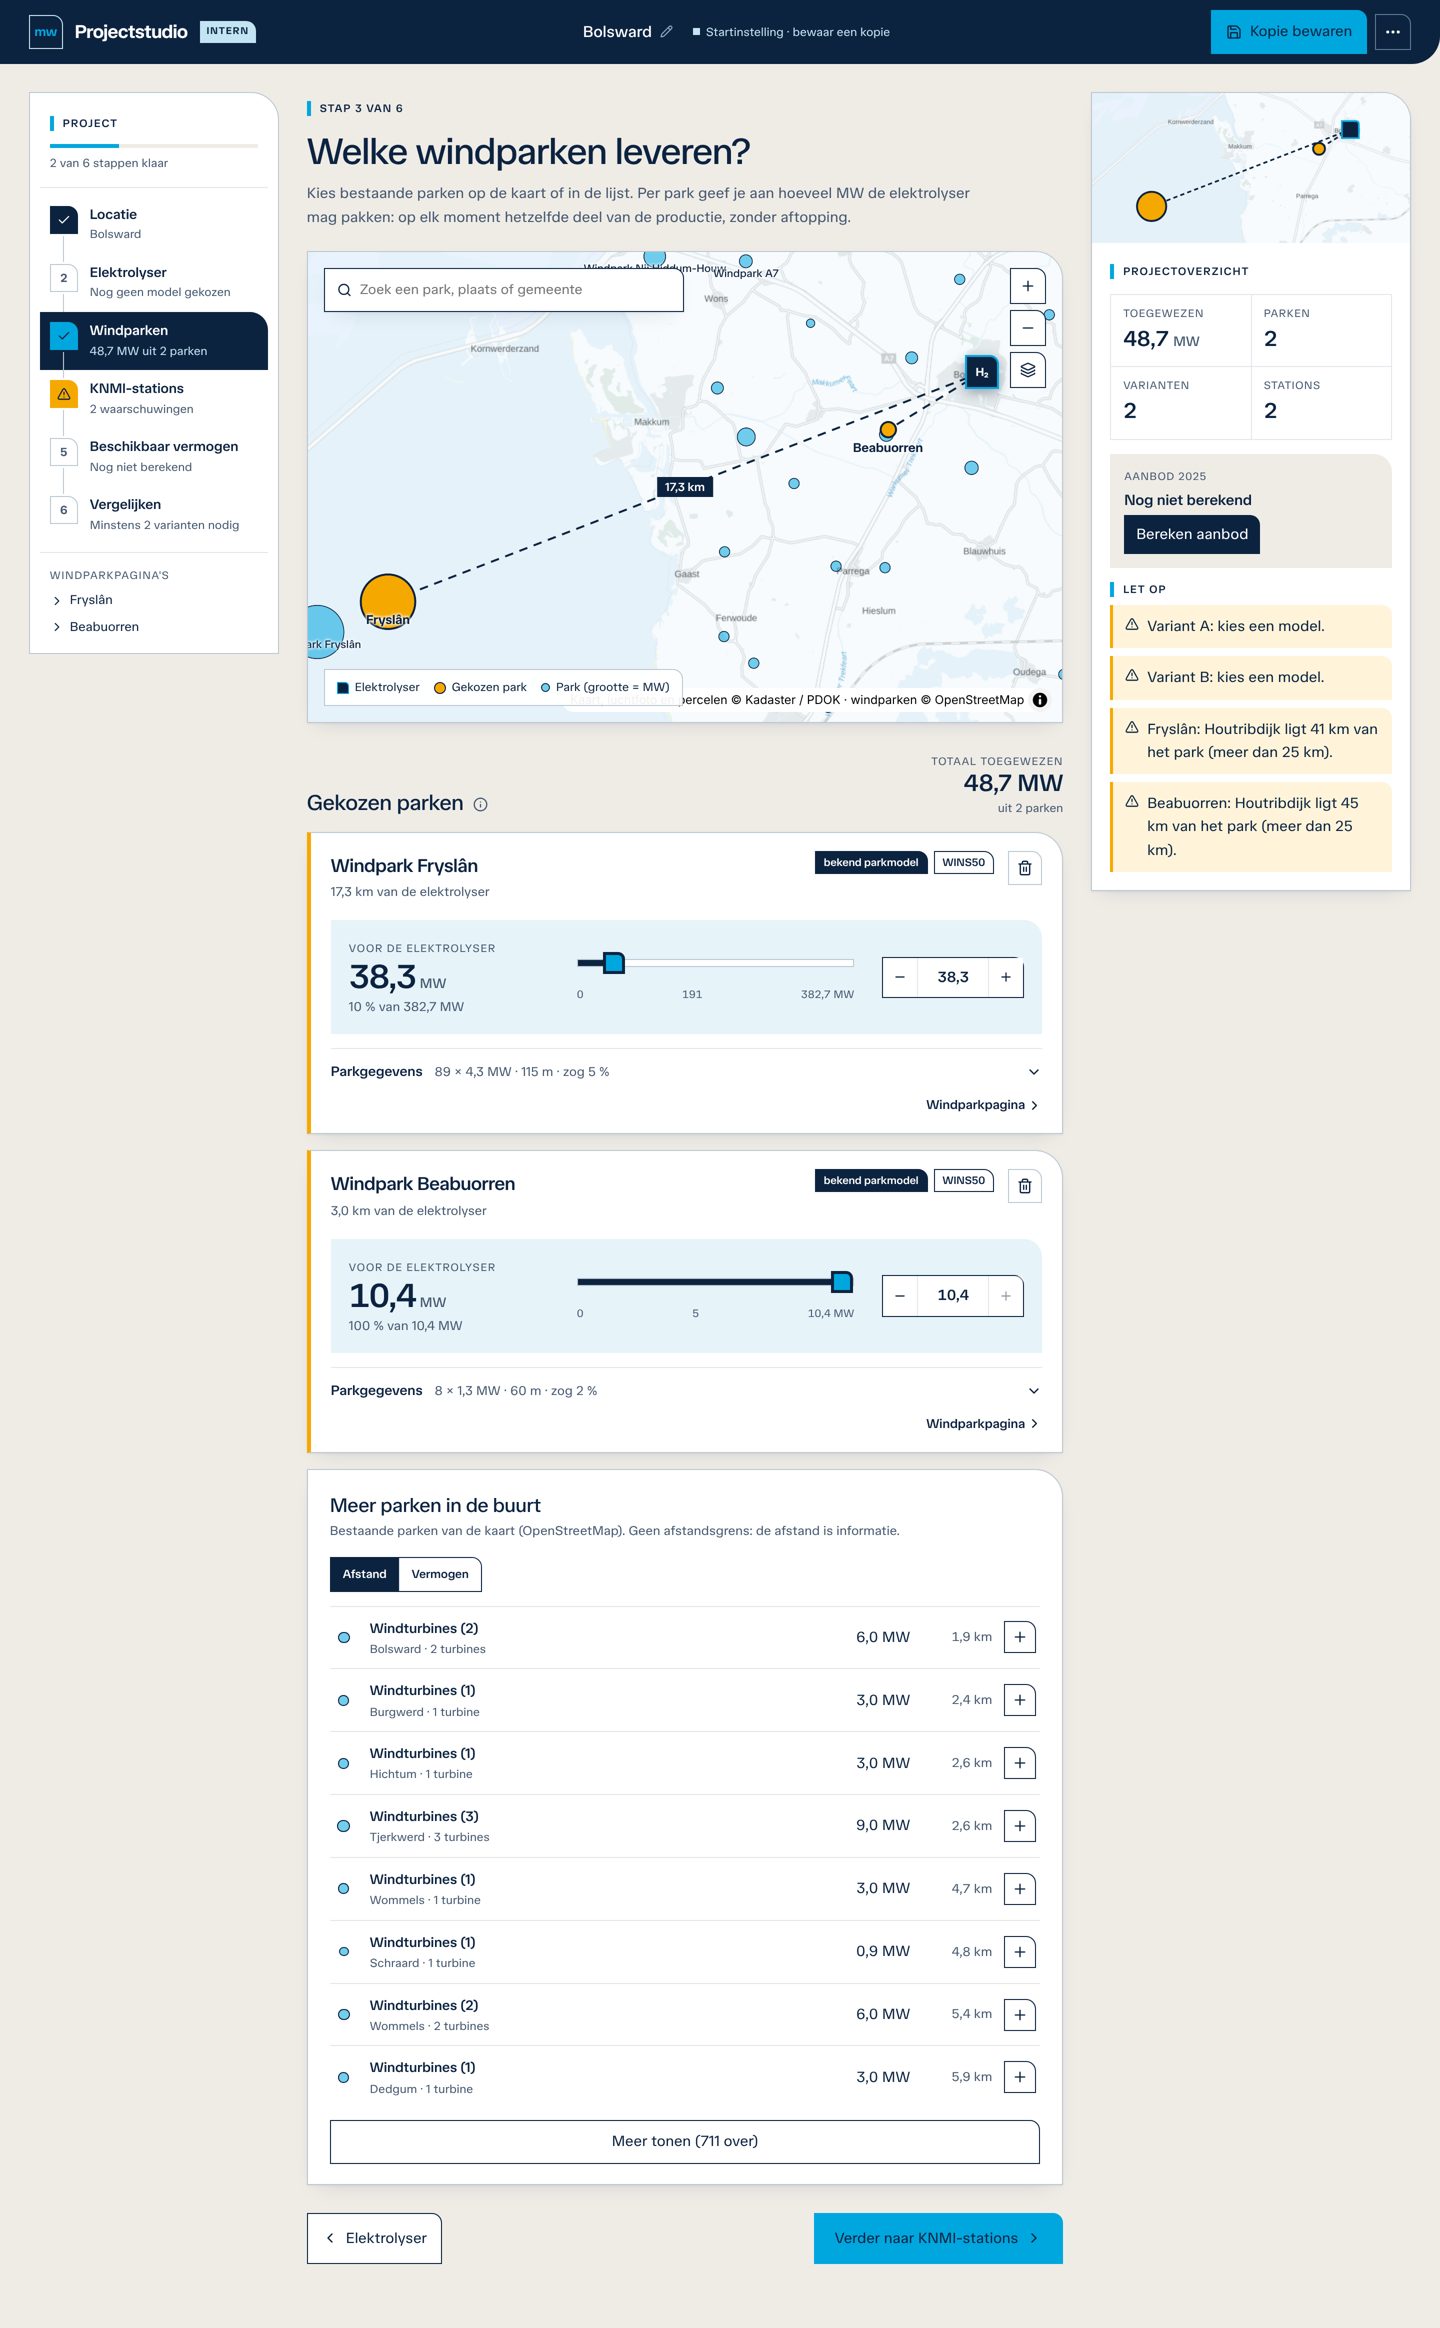 mw Projectstudio INTERN
Bolsward Startinstelling · bewaar een kopie
Kopie bewaren
PROJECT
2 van 6 stappen klaar
Locatie
Bolsward
2 Elektrolyser
Nog geen model gekozen
Windparken
48,7 MW uit 2 parken
KNMI-stations
2 waarschuwingen
5 Beschikbaar vermogen
Nog niet berekend
6 Vergelijken
Minstens 2 varianten nodig
WINDPARKPAGINA'S
Fryslân
Beabuorren
STAP 3 VAN 6
Welke windparken leveren?
Kies bestaande parken op de kaart of in de lijst. Per park geef je aan hoeveel MW de elektrolyser
mag pakken: op elk moment hetzelfde deel van de productie, zonder aftopping.
Windpark A7
Zoek een park, plaats of gemeente
Wons
Kornwerderzand
A7
H₂
Makkum
Beabuorren
17,3 km
Blauwhuis
Gaast
Parrega
Ferwoude
Hieslum
Fryslân
ark Fryslân
Oudega
Elektrolyser
Gekozen park
Park (grootte = MW)
percelen © Kadaster / PDOK · windparken © OpenStreetMap
TOTAAL TOEGEWEZEN
48,7 MW
uit 2 parken
Gekozen parken
Windpark Fryslân
bekend parkmodel WINS50
17,3 km van de elektrolyser
VOOR DE ELEKTROLYSER
38,3 MW
10 % van 382,7 MW
0 191 382,7 MW
− 38,3 +
Parkgegevens 89 × 4,3 MW · 115 m · zog 5 %
Windparkpagina
Windpark Beabuorren
bekend parkmodel WINS50
3,0 km van de elektrolyser
VOOR DE ELEKTROLYSER
10,4 MW
100 % van 10,4 MW
0 5 10,4 MW
− 10,4 +
Parkgegevens 8 × 1,3 MW · 60 m · zog 2 %
Windparkpagina
Meer parken in de buurt
Bestaande parken van de kaart (OpenStreetMap). Geen afstandsgrens: de afstand is informatie.
Afstand Vermogen
Windturbines (2) 6,0 MW 1,9 km +
Bolsward · 2 turbines
Windturbines (1) 3,0 MW 2,4 km +
Burgwerd · 1 turbine
Windturbines (1) 3,0 MW 2,6 km +
Hichtum · 1 turbine
Windturbines (3) 9,0 MW 2,6 km +
Tjerkwerd · 3 turbines
Windturbines (1) 3,0 MW 4,7 km +
Wommels · 1 turbine
Windturbines (1) 0,9 MW 4,8 km +
Schraard · 1 turbine
Windturbines (2) 6,0 MW 5,4 km +
Wommels · 2 turbines
Windturbines (1) 3,0 MW 5,9 km +
Dedgum · 1 turbine
Meer tonen (711 over)
Elektrolyser
Verder naar KNMI-stations
Kornwerderzand
Makkum
Parrega
PROJECTOVERZICHT
TOEGEWEZEN
48,7 MW
PARKEN
2
VARIANTEN
2
STATIONS
2
AANBOD 2025
Nog niet berekend
Bereken aanbod
LET OP
Variant A: kies een model.
Variant B: kies een model.
Fryslân: Houtribdijk ligt 41 km van
het park (meer dan 25 km).
Beabuorren: Houtribdijk ligt 45
km van het park (meer dan 25
km).